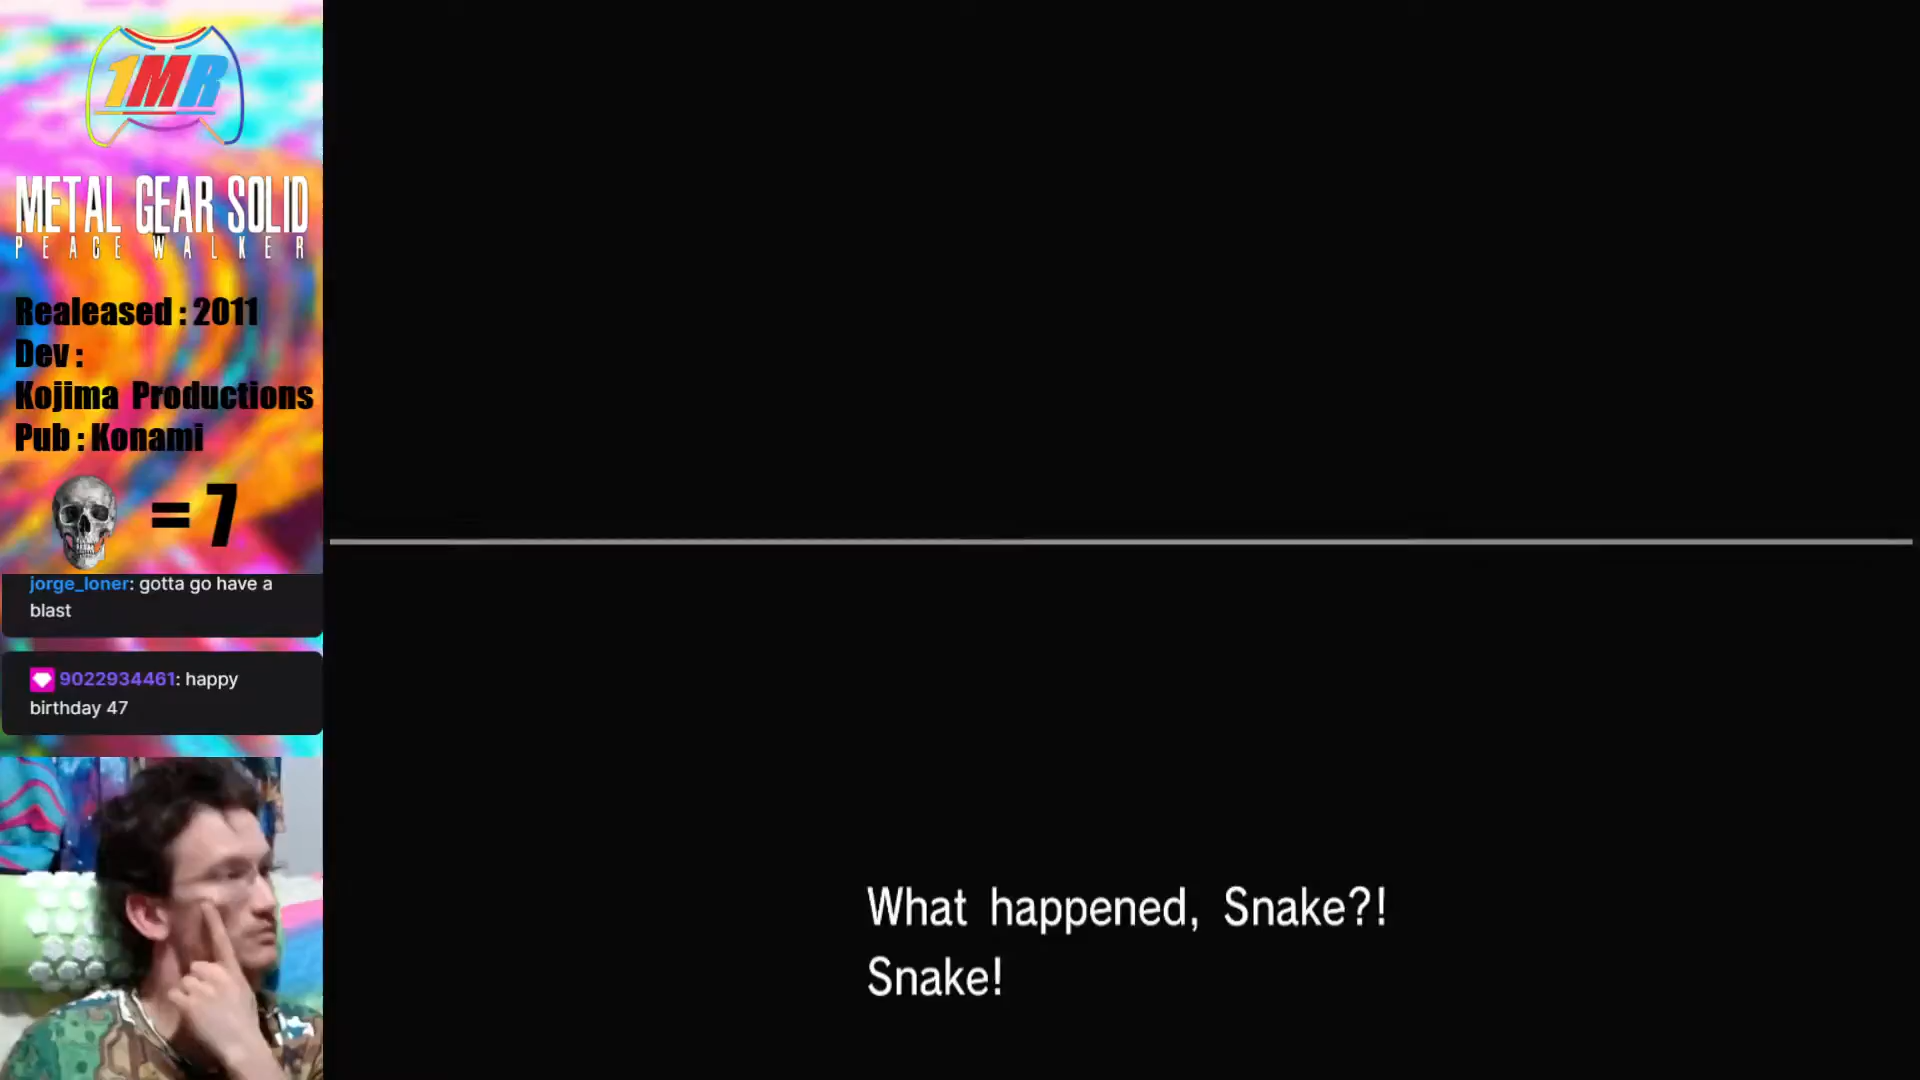 1MR
METAL GEAR SOLID
PEACE WALKER
Realeased : 2011
Dev :
Kojima Productions
Pub : Konami
= 7
jorge_loner: gotta go have a
blast
9022934461: happy
birthday 47
What happened, Snake?!
Snake!